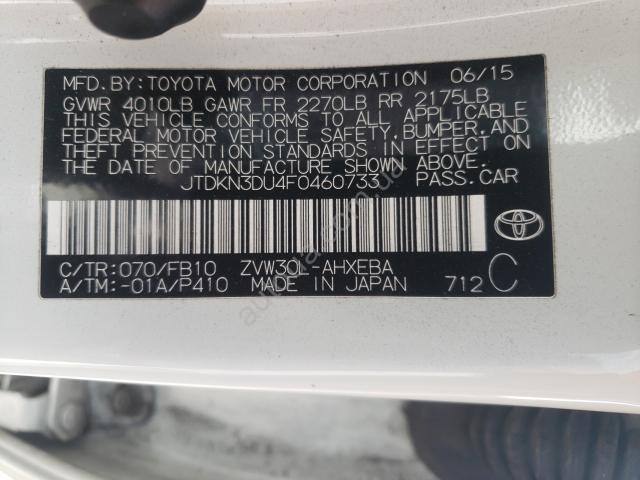 MFD.BY:TOYOTA MOTOR CORPORATION 06/15
GVWR 4010LB GAWR FR 2270LB RR 2175LB
THIS VEHICLE CONFORMS TO ALL APPLICABLE
FEDERAL MOTOR VEHICLE SAFETY, BUMPER, AND
THEFT PREVENTION STANDARDS IN EFFECT ON
THE DATE OF MANUFACTURE SHOWN ABOVE.
JTDKN3DU4F0460733 PASS.CAR
C/TR:070/FB10 ZVW30L-AHXEBA
A/TM:-01A/P410 MADE IN JAPAN 712 C